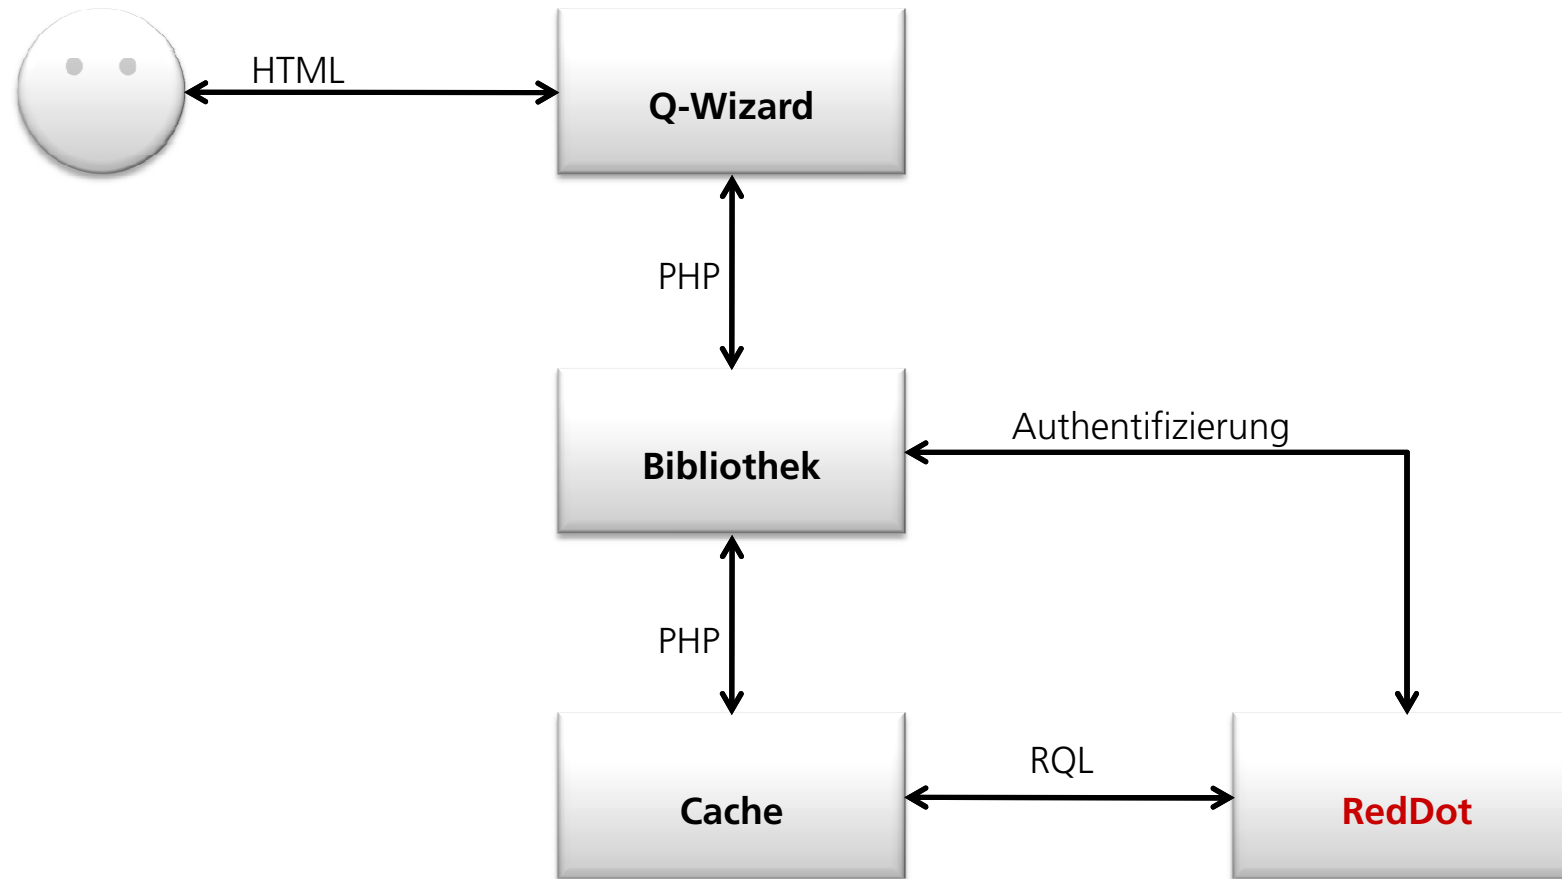 HTML
Q-Wizard
PHP
Authentifizierung
Bibliothek
PHP
RQL
Cache
RedDot